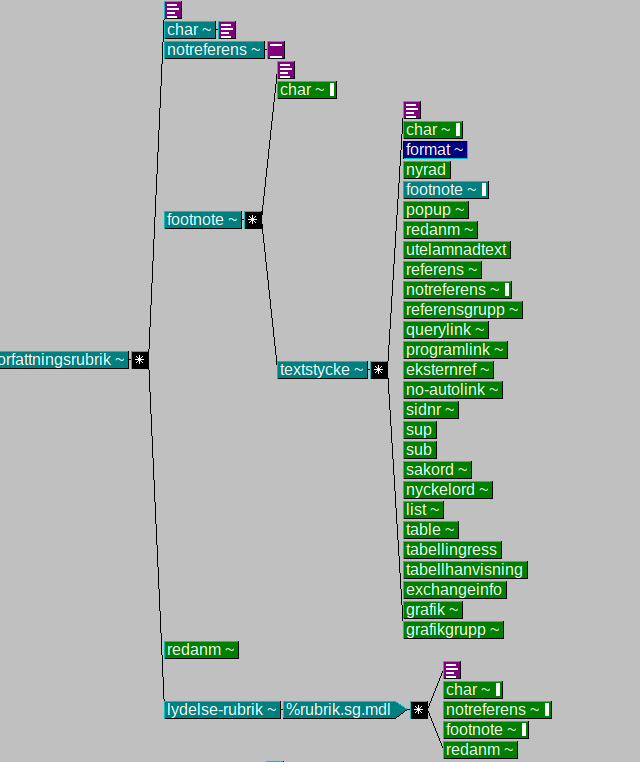 char ~
notreferens ~
char ~
char ~
format ~
nyrad
footnote ~
popup ~
footnote ~
redanm ~
utelamnadtext
referens ~
notreferens ~
referensgrupp ~
querylink ~
programlink ~
orfattningsrubrik ~
textstycke ~
eksternref ~
no-autolink ~
sidnr ~
sup
sub
sakord ~
nyckelord ~
list ~
table ~
tabellingress
tabellhanvisning
exchangeinfo
grafik ~
grafikgrupp ~
redanm ~
char ~
lydelse-rubrik ~ %rubrik.sg.mdl
notreferens ~
footnote ~
redanm ~